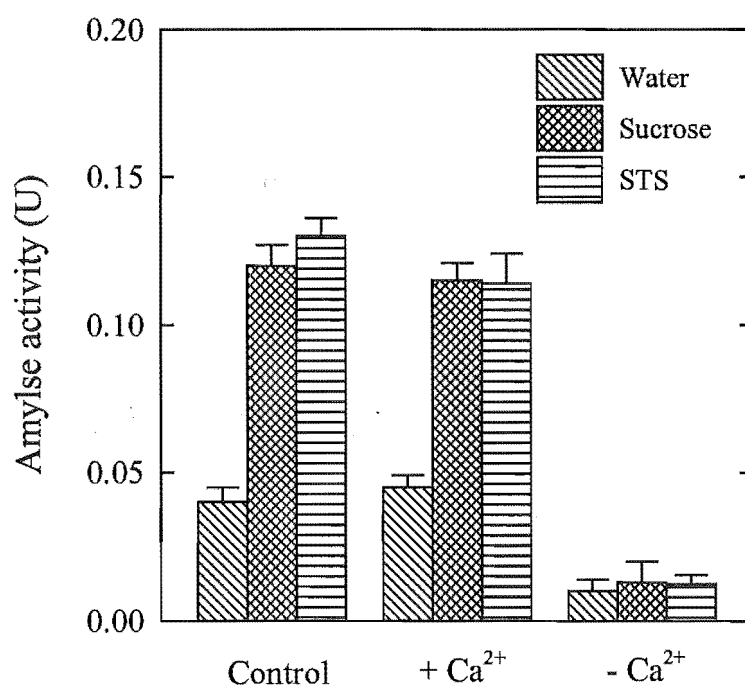 0.20
Water
Sucrose
STS
0.15
0.10
0.05
0.00
Amylse activity (U)
Control
+ Ca²⁺
- Ca²⁺